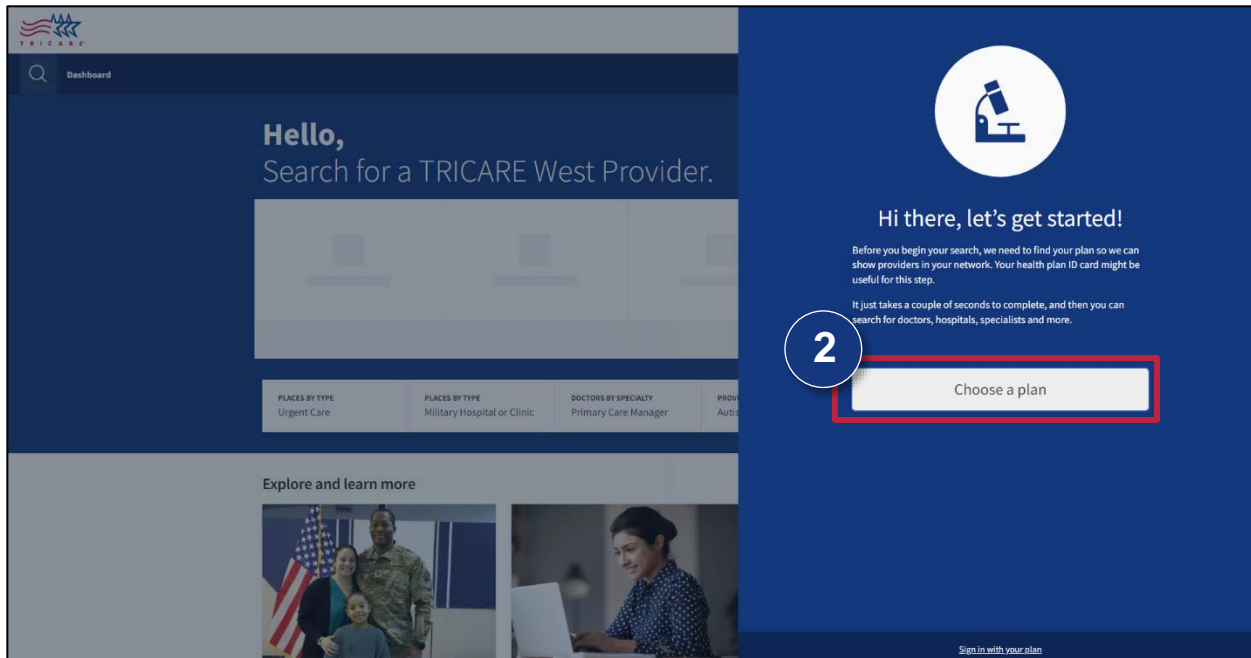 TRICARE
Dashboard
Hello,
Search for a TRICARE West Provider.
PLACES BY TYPE
Urgent Care
PLACES BY TYPE
Military Hospital or Clinic
DOCTORS BY SPECIALTY
Primary Care Manager
PROV
Autis
Explore and learn more
Hi there, let's get started!
Before you begin your search, we need to find your plan so we can
show providers in your network. Your health plan ID card might be
useful for this step.
It just takes a couple of seconds to complete, and then you can
search for doctors, hospitals, specialists and more.
2
Choose a plan
Sign in with your plan